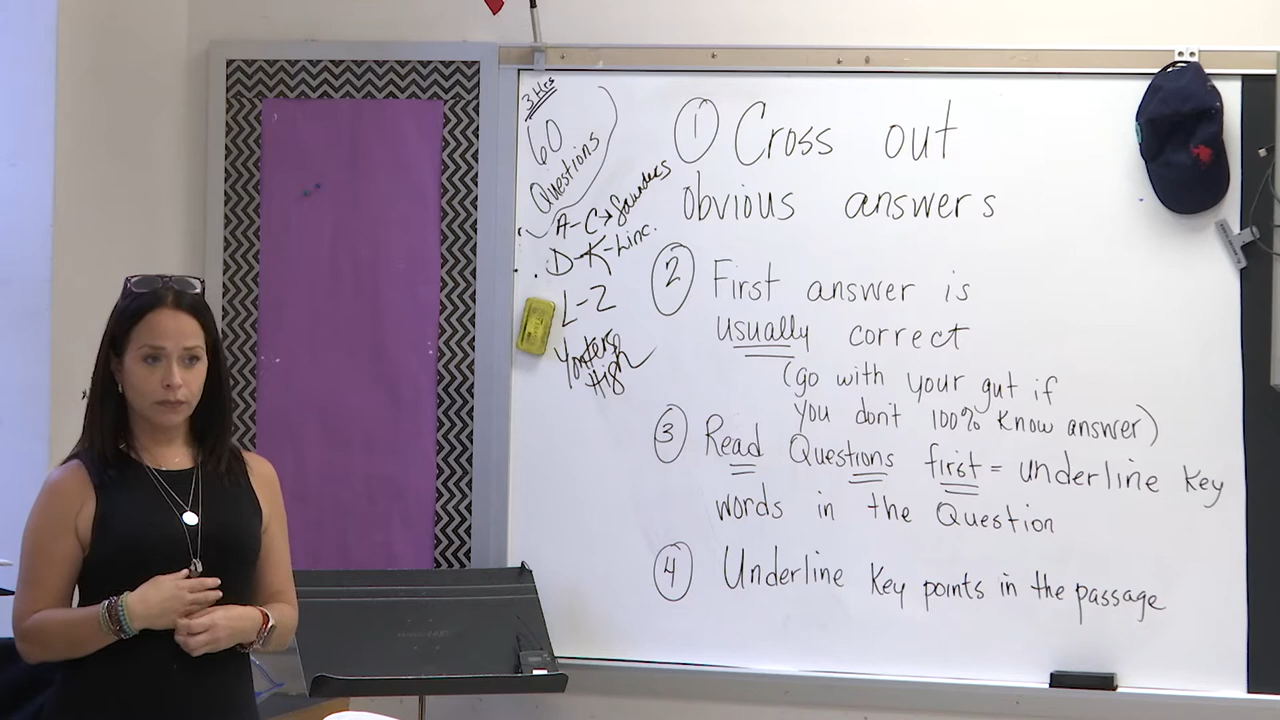 3 Hrs
60
Questions
A-C→Saunders
D-K-Linc.
L-Z
Yonkers
High
① Cross out
obvious answers
② First answer is
usually correct
(go with your gut if
you don't 100% know answer)
③ Read Questions first = underline key
words in the Question
④ Underline key points in the passage